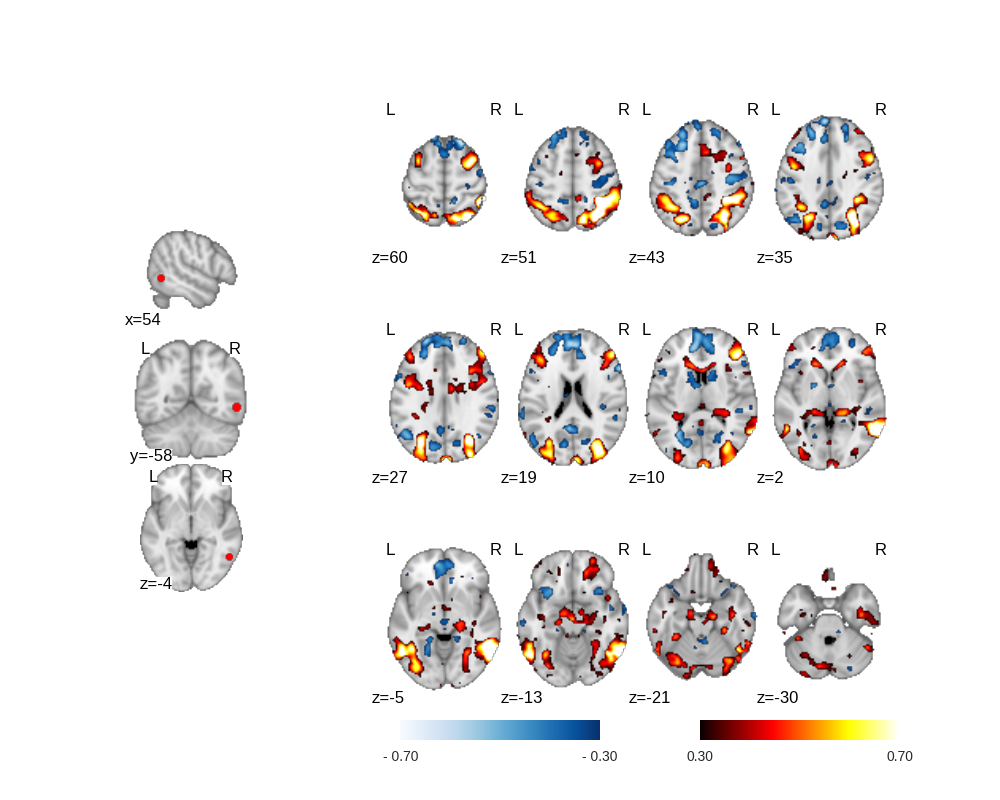 L R L R L R L R
z=60 z=51 z=43 z=35
x=54
L R L R L R L R
L R
y=-58
L R
z=27 z=19 z=10 z=2
L R L R L R L R
z=-4
z=-5 z=-13 z=-21 z=-30
- 0.70 - 0.30 0.30 0.70